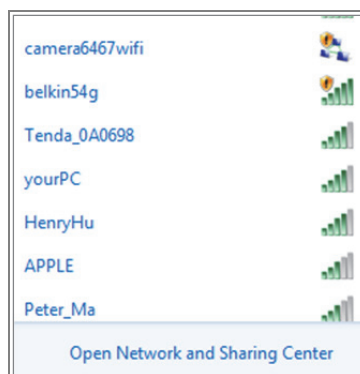 camera6467wifi
belkin54g
Tenda_0A0698
yourPC
HenryHu
APPLE
Peter_Ma
Open Network and Sharing Center